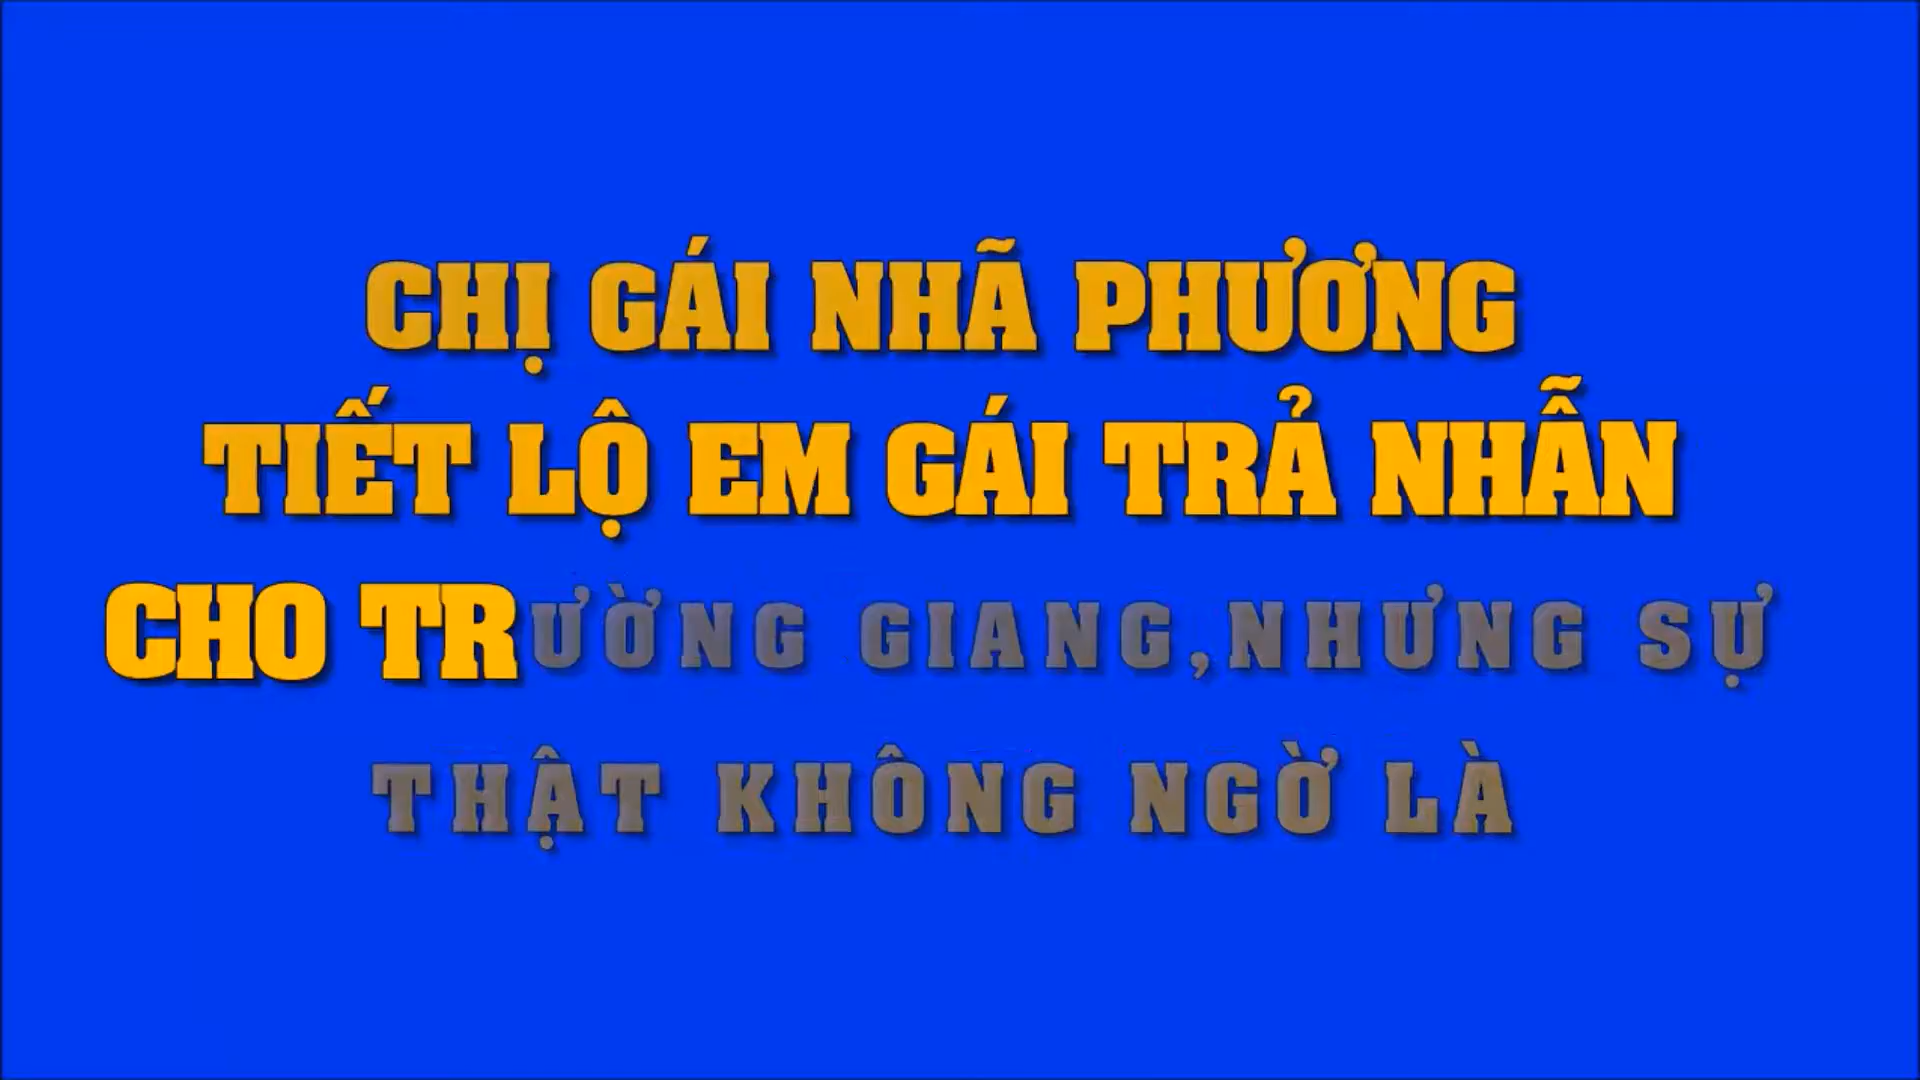 CHỊ GÁI NHÃ PHƯƠNG
TIẾT LỘ EM GÁI TRẢ NHẪN
CHO TRƯỜNG GIANG,NHƯNG SỰ
THẬT KHÔNG NGỜ LÀ